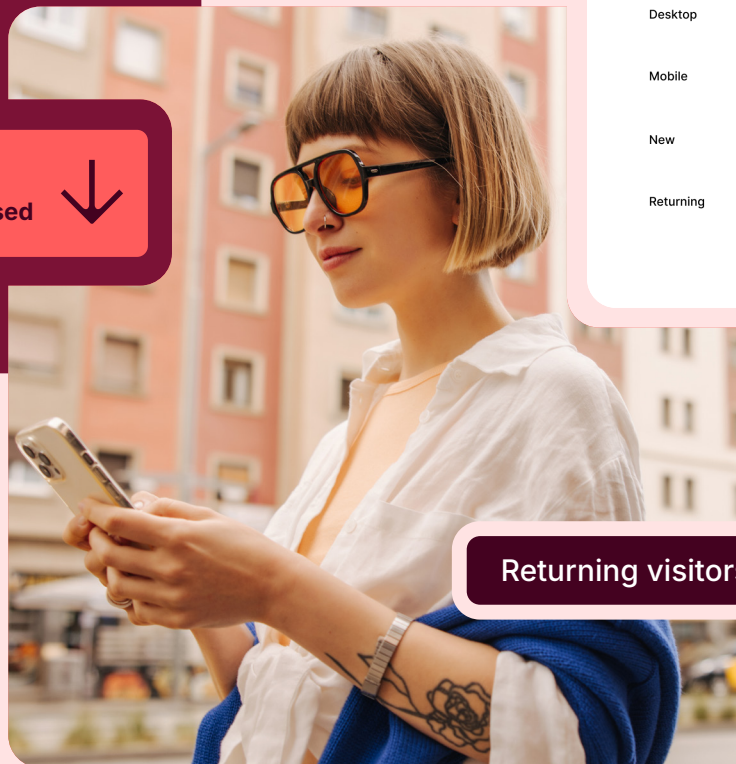 Desktop
Mobile
New
Returning
sed
Returning visitors